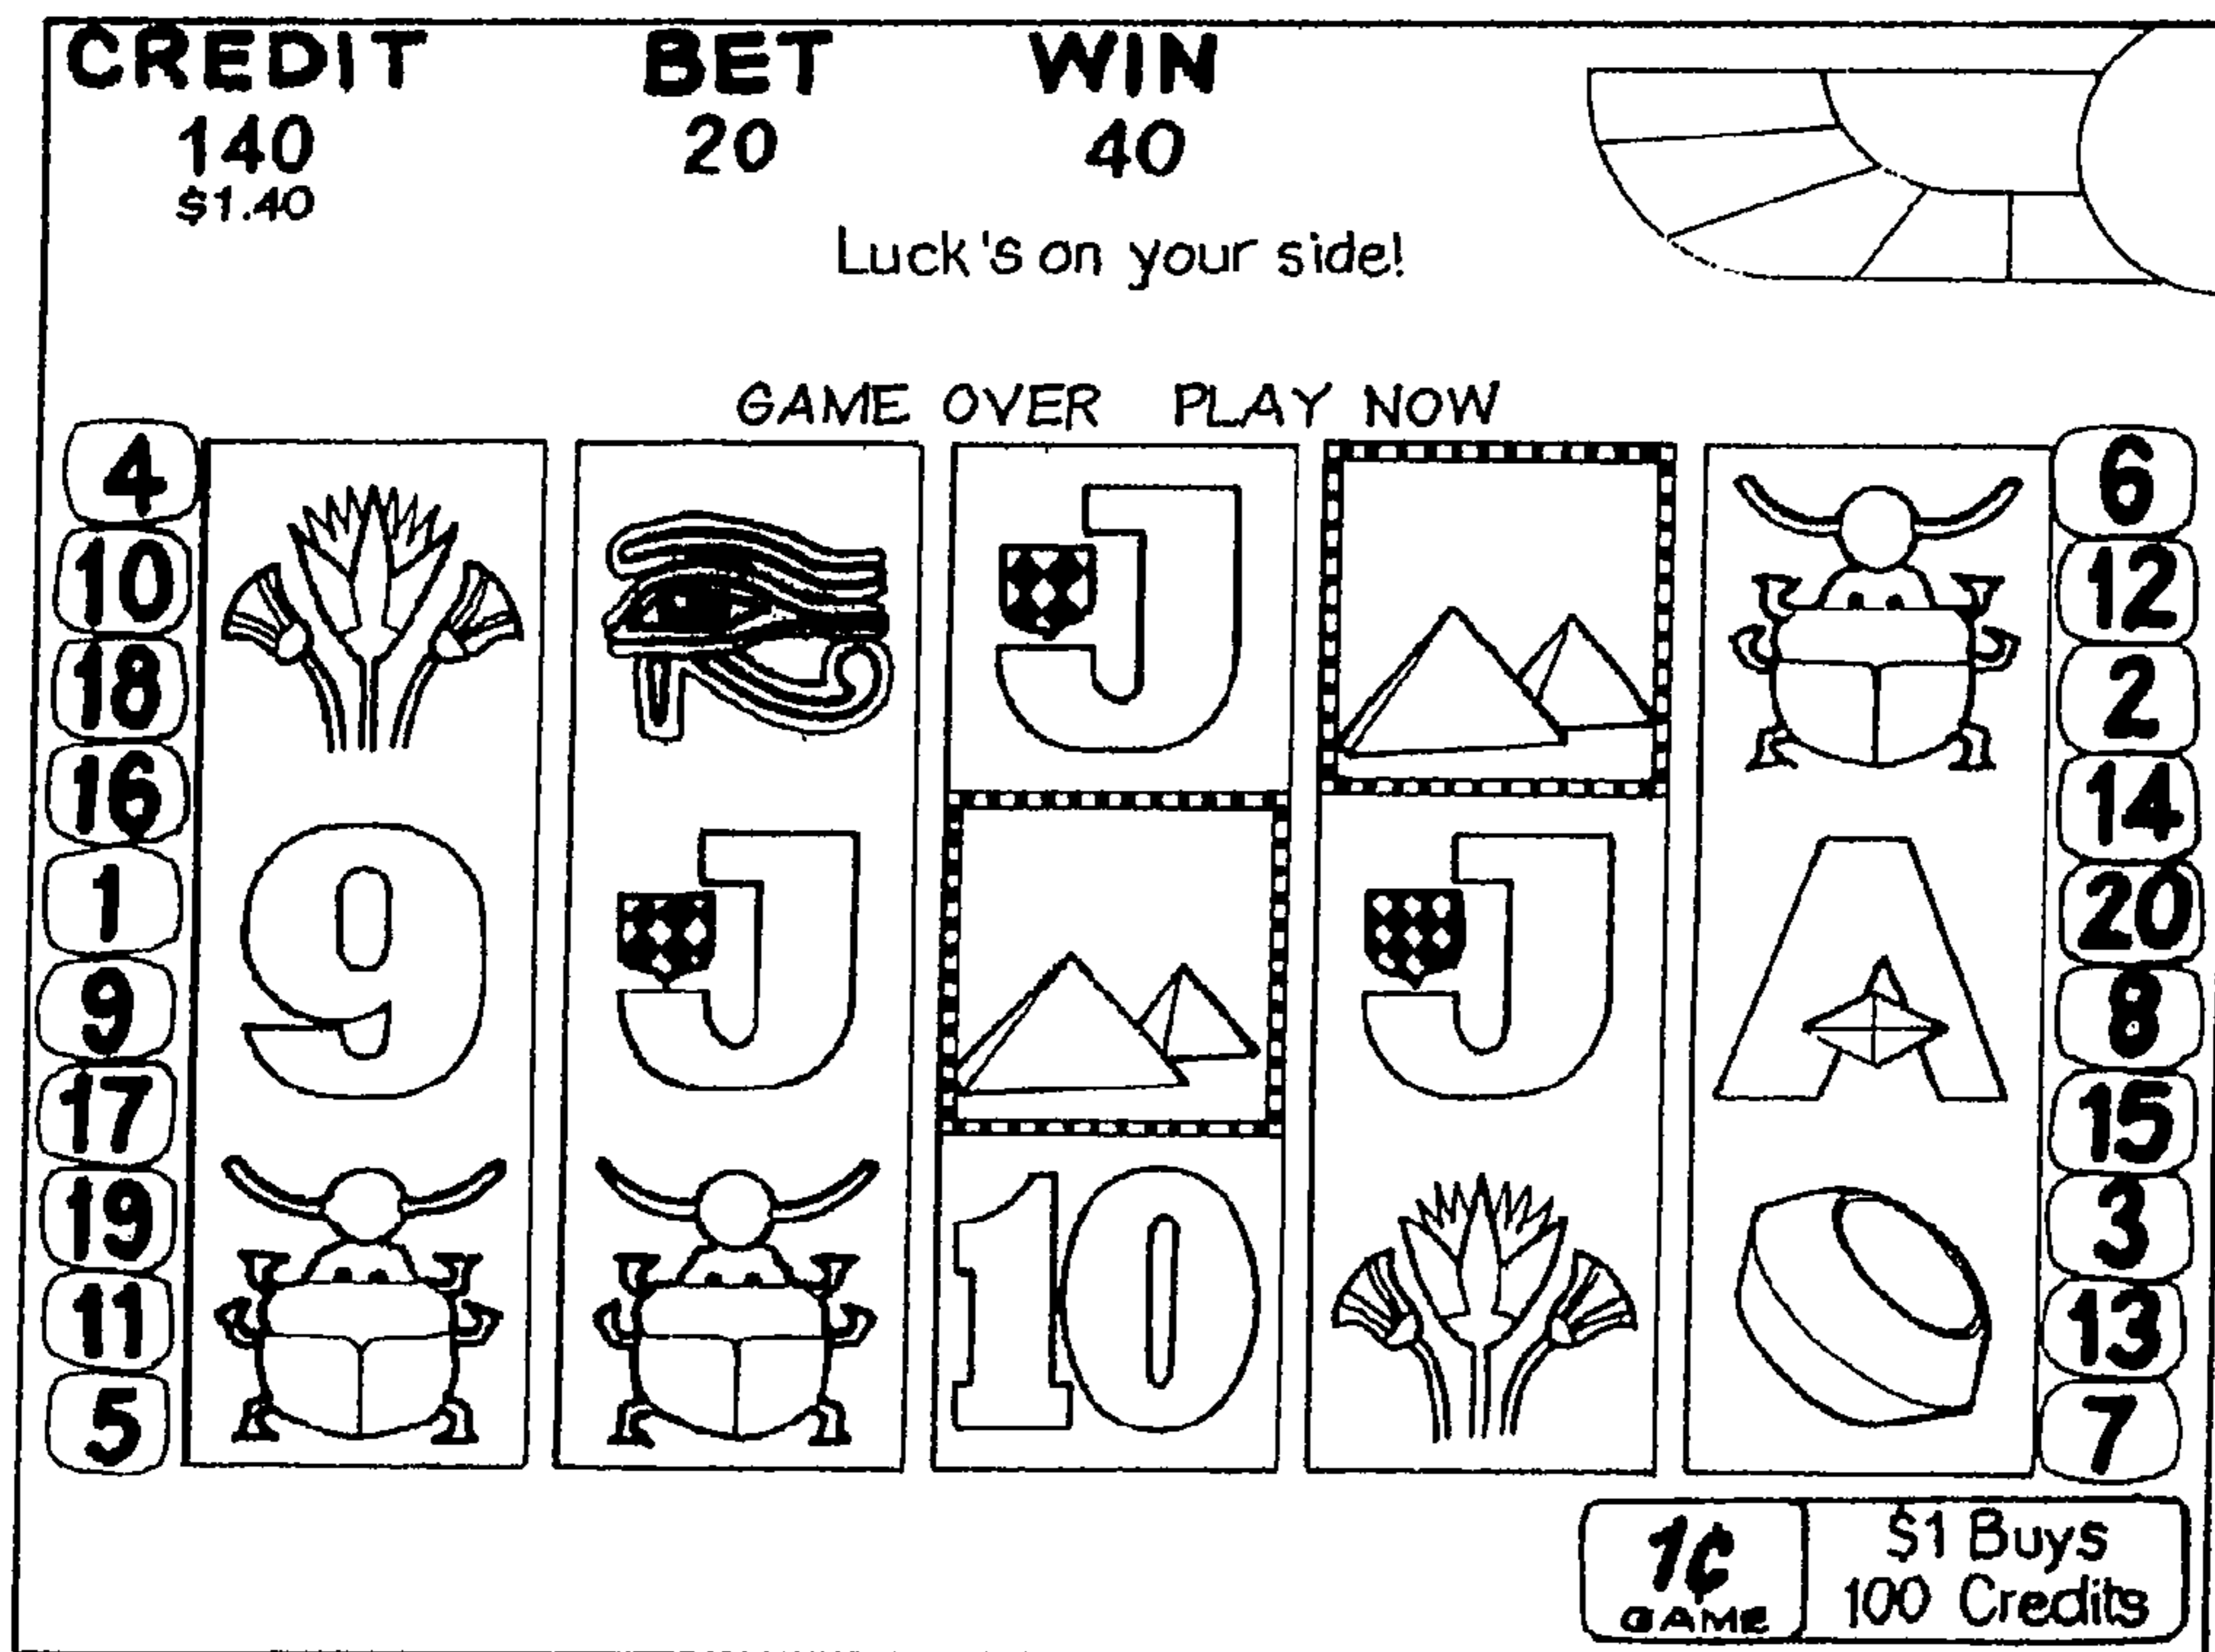 CREDIT BET WIN
140 20 40
$1.40
Luck's on your side!
GAME OVER PLAY NOW
4 6
10 12
18 2
16 14
1 20
9 8
17 15
19 3
11 13
5 7
J
9 J J A
10
1¢ GAME
$1 Buys
100 Credits